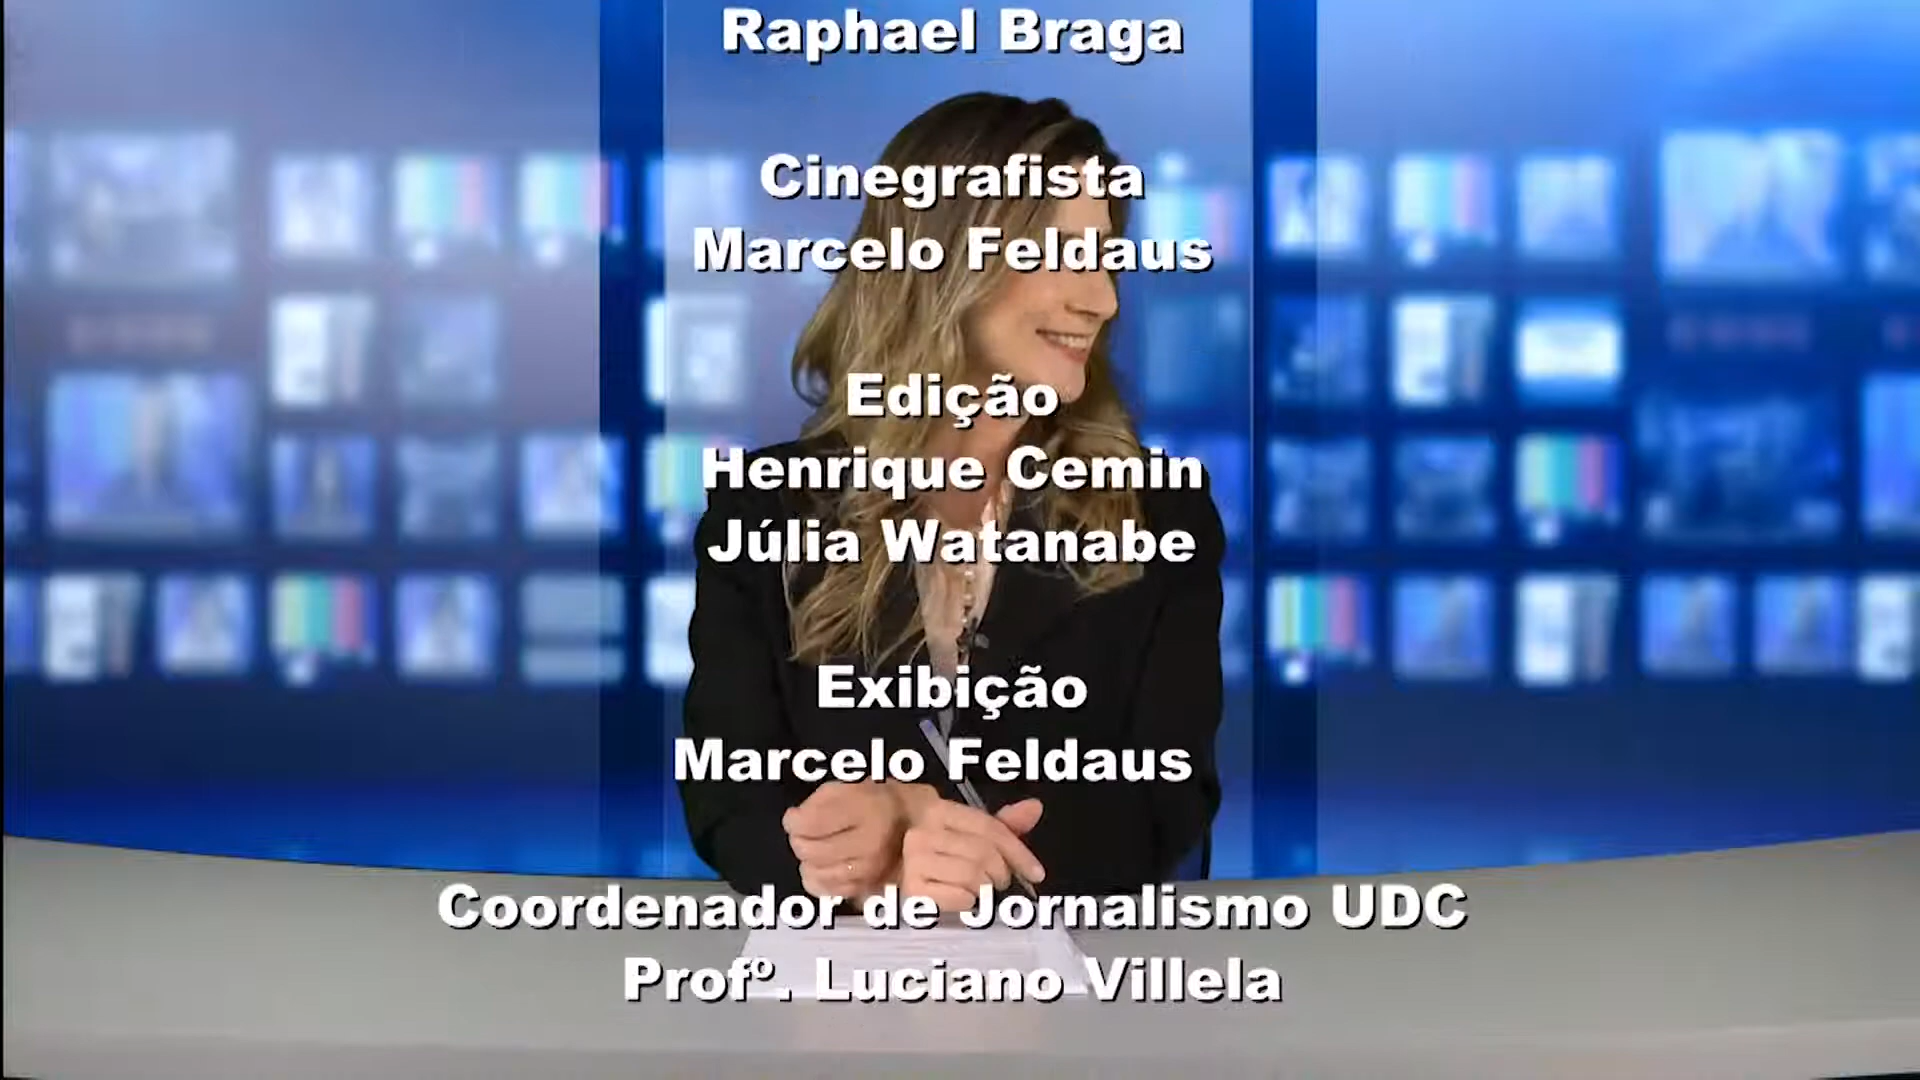 Raphael Braga
Cinegrafista
Marcelo Feldaus
Edição
Henrique Cemin
Júlia Watanabe
Exibição
Marcelo Feldaus
Coordenador de Jornalismo UDC
Profº. Luciano Villela